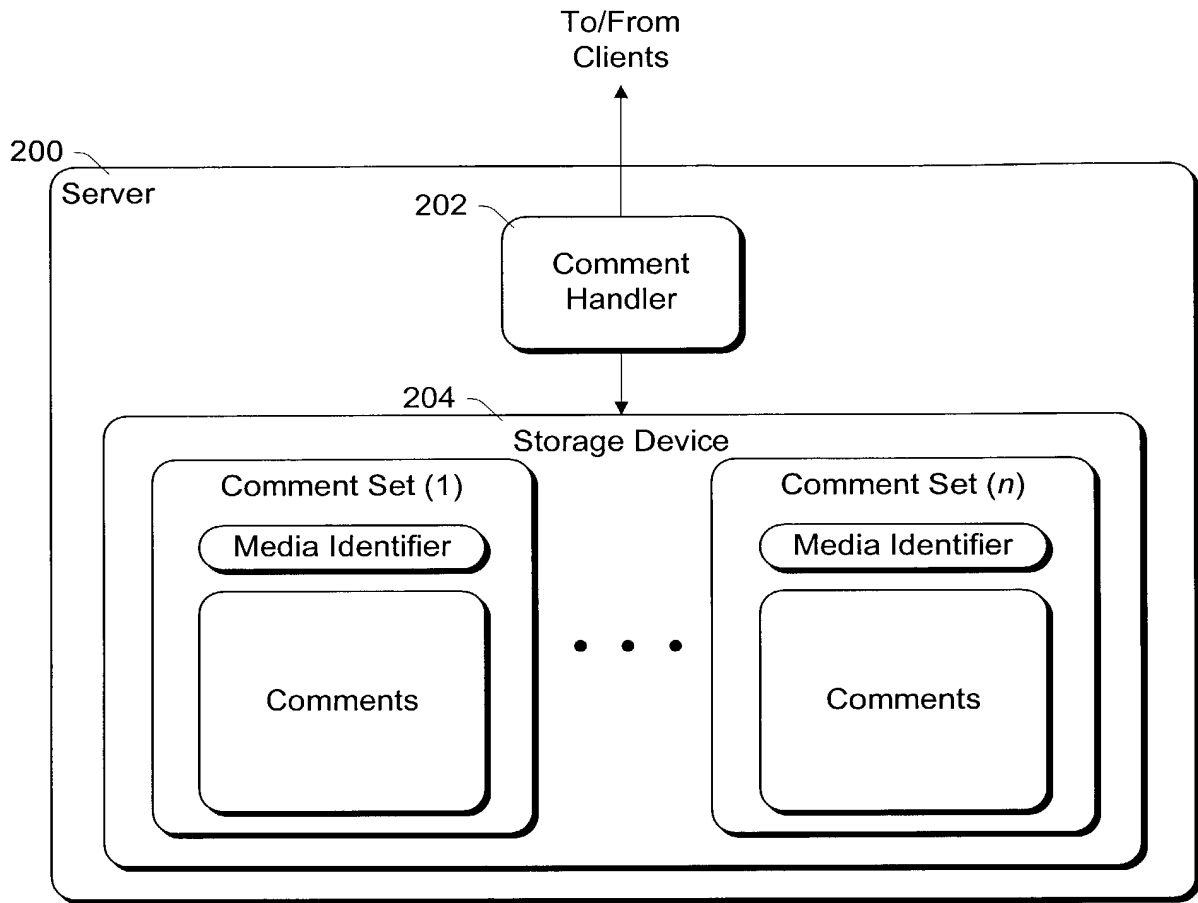 To/From
Clients
200
Server
202
Comment
Handler
204
Storage Device
Comment Set (1)
Media Identifier
Comments
Comment Set (n)
Media Identifier
Comments